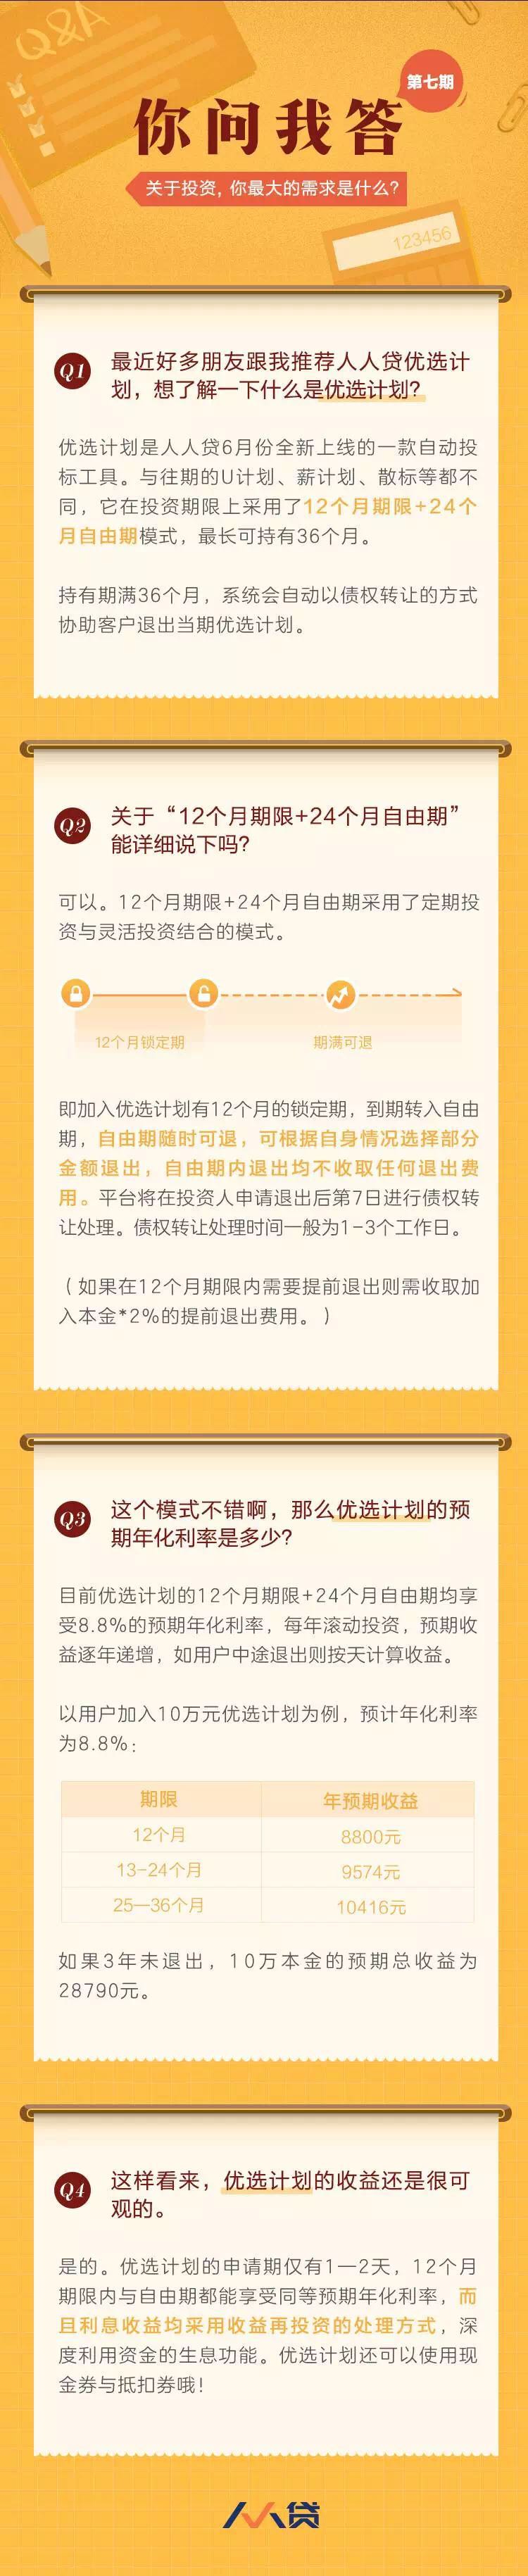 Q&A
第七期
你问我答
关于投资，你最大的需求是什么？
123456
Q1
最近好多朋友跟我推荐人人贷优选计
划，想了解一下什么是优选计划？
优选计划是人人贷6月份全新上线的一款自动投
标工具。与往期的U计划、薪计划、散标等都不
同，它在投资期限上采用了12个月期限+24个
月自由期模式，最长可持有36个月。
持有期满36个月，系统会自动以债权转让的方式
协助客户退出当期优选计划。
Q2
关于“12个月期限+24个月自由期”
能详细说下吗？
可以。12个月期限+24个月自由期采用了定期投
资与灵活投资结合的模式。
12个月锁定期 期满可退
即加入优选计划有12个月的锁定期，到期转入自由
期，自由期随时可退，可根据自身情况选择部分
金额退出，自由期内退出均不收取任何退出费
用。平台将在投资人申请退出后第7日进行债权转
让处理。债权转让处理时间一般为1-3个工作日。
（如果在12个月期限内需要提前退出则需收取加
入本金*2%的提前退出费用。）
Q3
这个模式不错啊，那么优选计划的预
期年化利率是多少？
目前优选计划的12个月期限+24个月自由期均享
受8.8%的预期年化利率，每年滚动投资，预期收
益逐年递增，如用户中途退出则按天计算收益。
以用户加入10万元优选计划为例，预计年化利率
为8.8%：
期限 年预期收益
12个月 8800元
13-24个月 9574元
25—36个月 10416元
如果3年未退出，10万本金的预期总收益为
28790元。
Q4
这样看来，优选计划的收益还是很可
观的。
是的。优选计划的申请期仅有1—2天，12个月
期限内与自由期都能享受同等预期年化利率，而
且利息收益均采用收益再投资的处理方式，深
度利用资金的生息功能。优选计划还可以使用现
金券与抵扣券哦！
人人贷